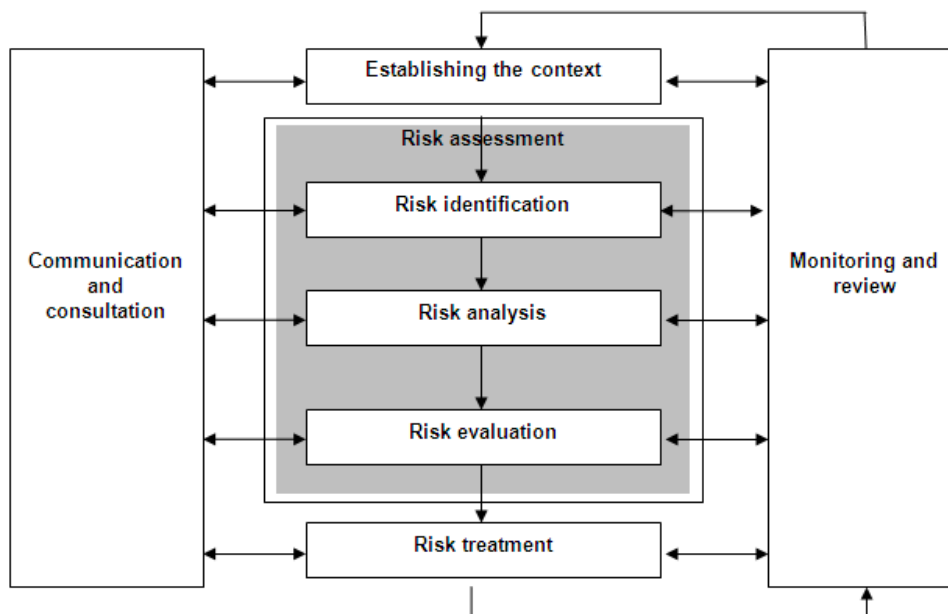 Establishing the context
Risk assessment
Risk identification
Communication
and
consultation
Monitoring and
review
Risk analysis
Risk evaluation
Risk treatment